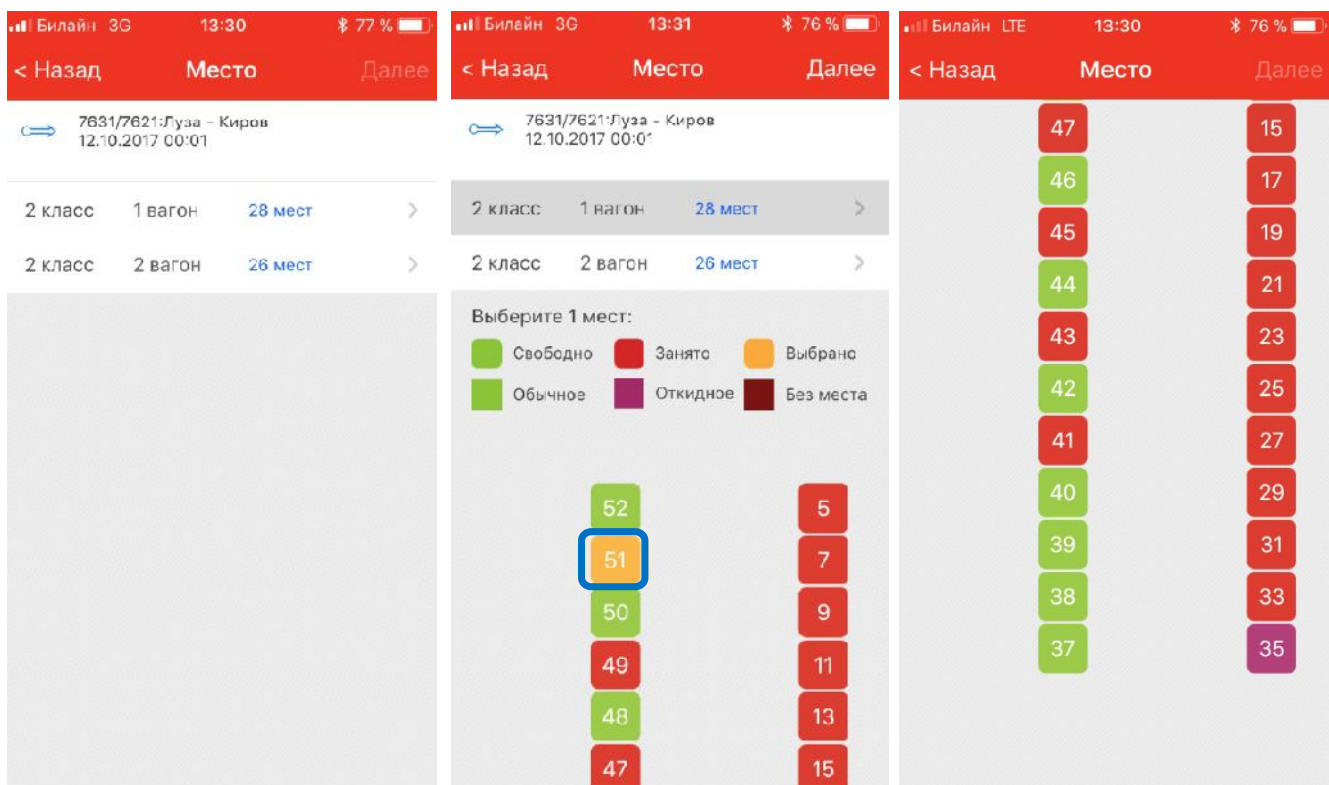 Билайн 3G 13:30 77 %
< Назад Место Далее
7631/7621:Луза - Киров
12.10.2017 00:01
2 класс 1 вагон 28 мест >
2 класс 2 вагон 26 мест >
Билайн 3G 13:31 76 %
< Назад Место Далее
7631/7621:Луза - Киров
12.10.2017 00:01
2 класс 1 вагон 28 мест >
2 класс 2 вагон 26 мест >
Выберите 1 мест:
Свободно Занято Выбрано
Обычное Откидное Без места
52 5
51 7
50 9
49 11
48 13
47 15
Билайн LTE 13:30 76 %
< Назад Место Далее
47 15
46 17
45 19
44 21
43 23
42 25
41 27
40 29
39 31
38 33
37 35